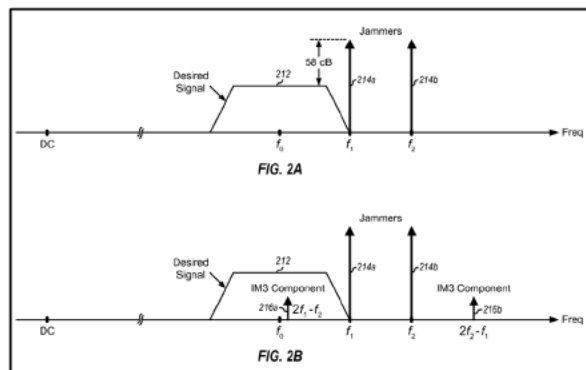 Jammers
58 dB
Desired
Signal
212
214a
214b
DC
f₀
f₁
f₂
Freq
FIG. 2A
Jammers
Desired
Signal
212
214a
214b
IM3 Component
IM3 Component
216a
2f₁-f₂
216b
DC
f₀
f₁
f₂
2f₂-f₁
Freq
FIG. 2B